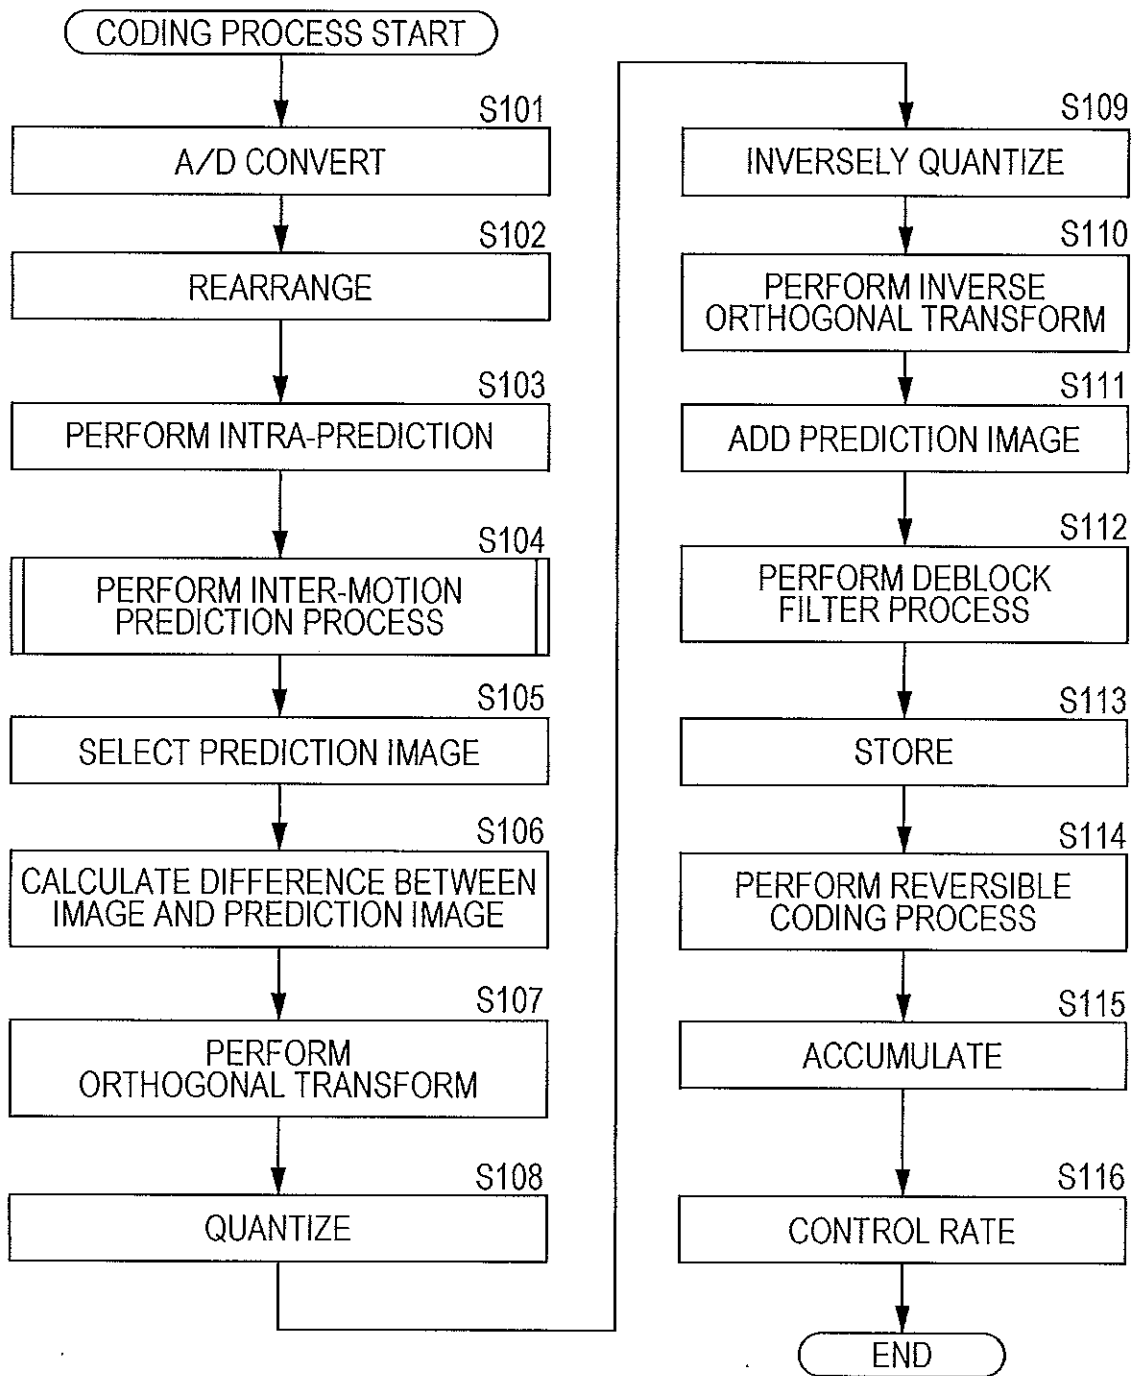 CODING PROCESS START
S101
A/D CONVERT
S102
REARRANGE
S103
PERFORM INTRA-PREDICTION
S104
PERFORM INTER-MOTION
PREDICTION PROCESS
S105
SELECT PREDICTION IMAGE
S106
CALCULATE DIFFERENCE BETWEEN
IMAGE AND PREDICTION IMAGE
S107
PERFORM
ORTHOGONAL TRANSFORM
S108
QUANTIZE
S109
INVERSELY QUANTIZE
S110
PERFORM INVERSE
ORTHOGONAL TRANSFORM
S111
ADD PREDICTION IMAGE
S112
PERFORM DEBLOCK
FILTER PROCESS
S113
STORE
S114
PERFORM REVERSIBLE
CODING PROCESS
S115
ACCUMULATE
S116
CONTROL RATE
END